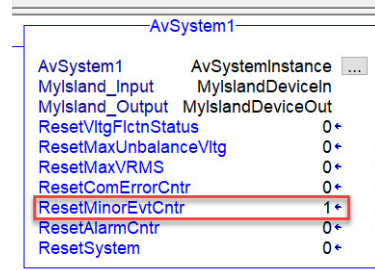 AvSystem1
AvSystem1 AvSystemInstance ...
MyIsland_Input MyIslandDeviceIn
MyIsland_Output MyIslandDeviceOut
ResetVltgFlctnStatus 0
ResetMaxUnbalanceVltg 0
ResetMaxVRMS 0
ResetComErrorCntr 0
ResetMinorEvtCntr 1
ResetAlarmCntr 0
ResetSystem 0